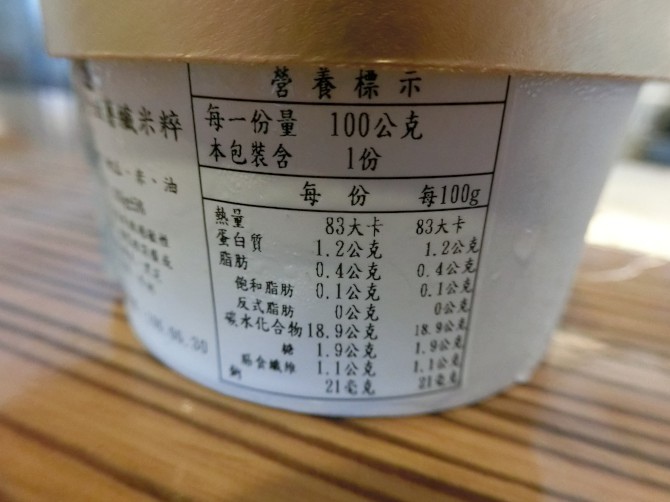 營養標示
每一份量 100公克
本包裝含 1份
每份 每100g
熱量 83大卡 83大卡
蛋白質 1.2公克 1.2公克
脂肪 0.4公克 0.4公克
飽和脂肪 0.1公克 0.1公克
反式脂肪 0公克 0公克
碳水化合物 18.9公克 18.9公克
糖 1.9公克 1.9公克
膳食纖維 1.1公克 1.1公克
鈉 21毫克 21毫克
纖米粹
油